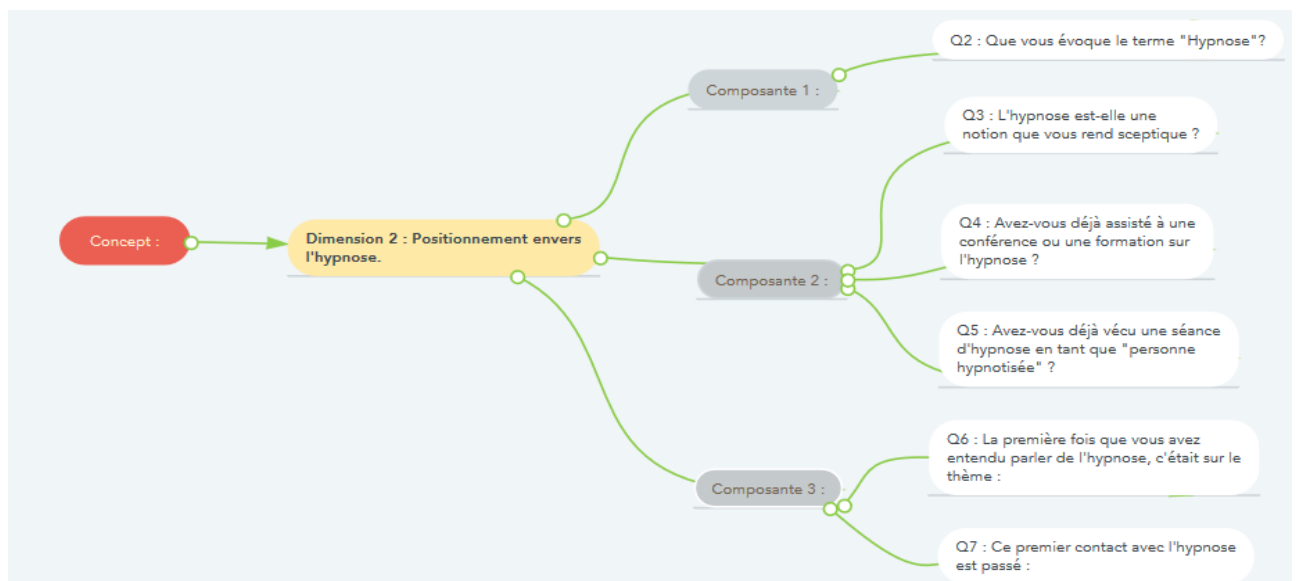 Concept :
Dimension 2 : Positionnement envers
l'hypnose.
Composante 1 :
Q2 : Que vous évoque le terme "Hypnose"?
Composante 2 :
Q3 : L'hypnose est-elle une
notion que vous rend sceptique ?
Q4 : Avez-vous déjà assisté à une
conférence ou une formation sur
l'hypnose ?
Q5 : Avez-vous déjà vécu une séance
d'hypnose en tant que "personne
hypnotisée" ?
Composante 3 :
Q6 : La première fois que vous avez
entendu parler de l'hypnose, c'était sur le
thème :
Q7 : Ce premier contact avec l'hypnose
est passé :